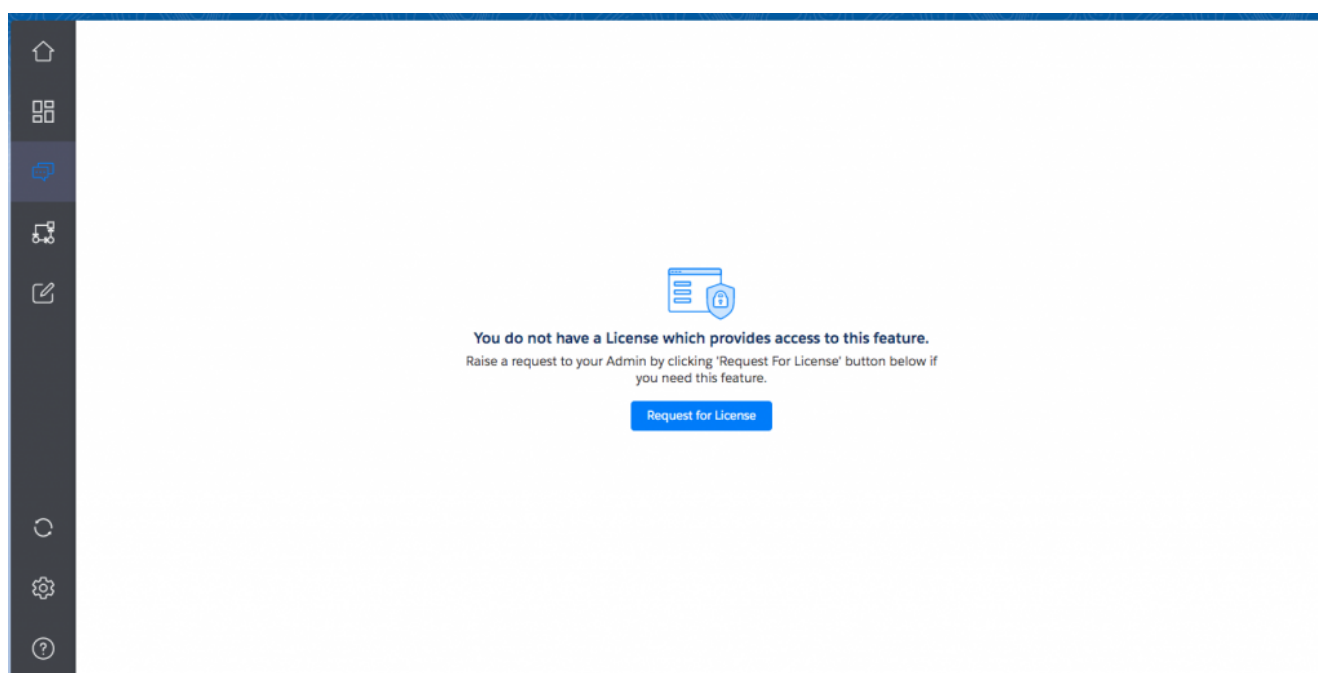 You do not have a License which provides access to this feature.
Raise a request to your Admin by clicking 'Request For License' button below if
you need this feature.
Request for License